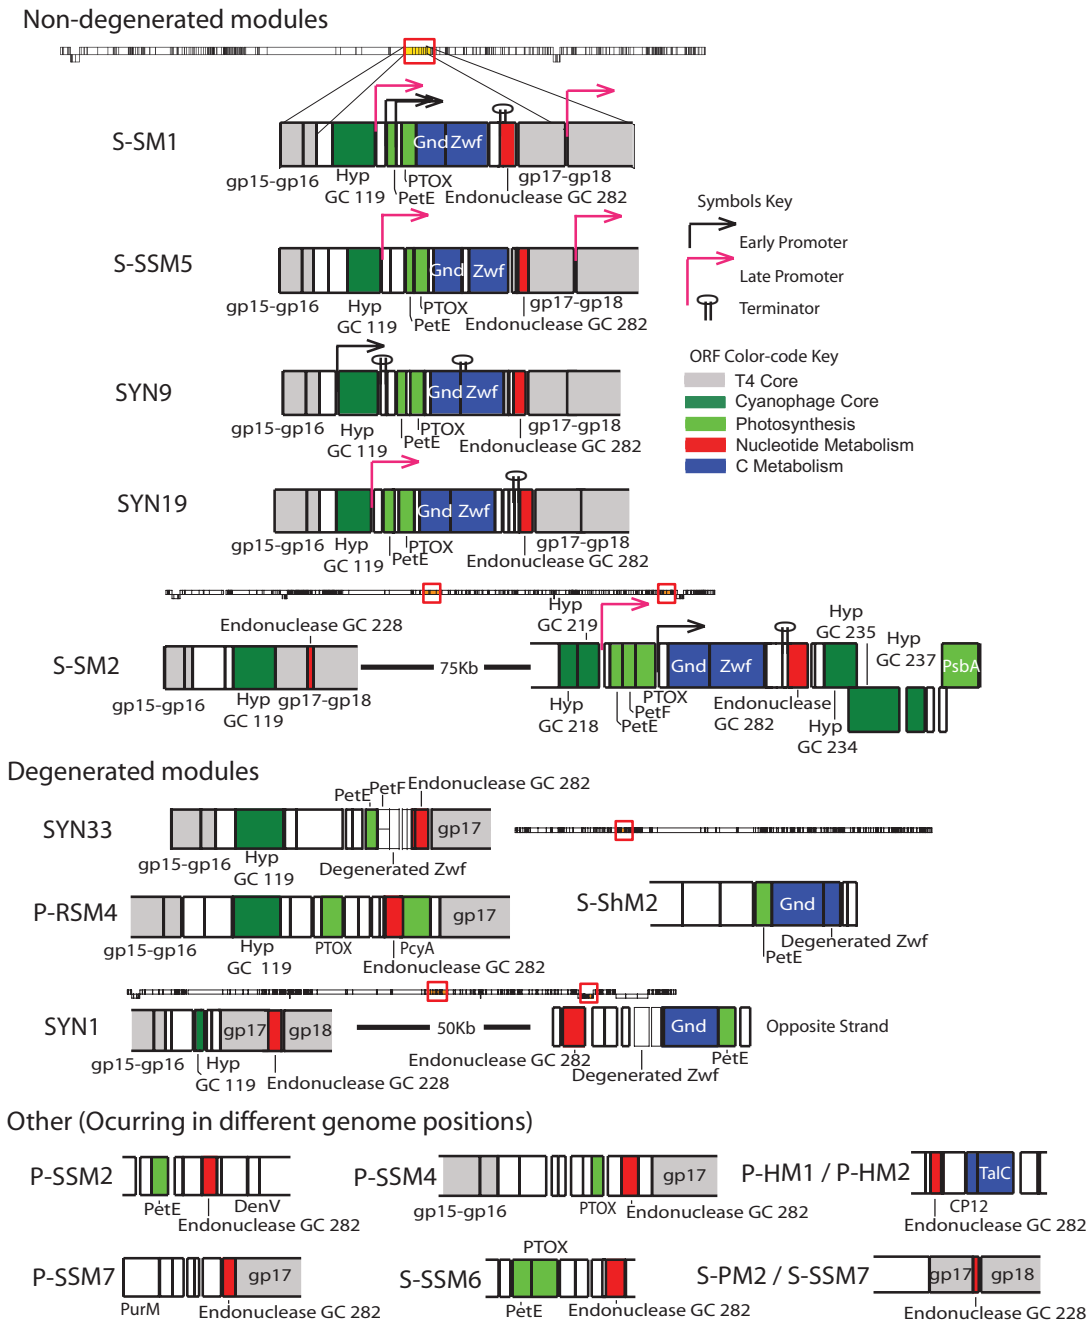 Non-degenerated modules
S-SM1
Gnd Zwf
gp15-gp16
Hyp
GC 119
PTOX
PetE
gp17-gp18
Endonuclease GC 282
Symbols Key
Early Promoter
Late Promoter
Terminator
S-SSM5
Gnd Zwf
gp15-gp16
Hyp
GC 119
PTOX
PetE
gp17-gp18
Endonuclease GC 282
ORF Color-code Key
T4 Core
Cyanophage Core
Photosynthesis
Nucleotide Metabolism
C Metabolism
SYN9
Gnd Zwf
gp15-gp16
Hyp
GC 119
PTOX
PetE
gp17-gp18
Endonuclease GC 282
SYN19
Gnd Zwf
gp15-gp16
Hyp
GC 119
PTOX
PetE
gp17-gp18
Endonuclease
GC 282
S-SM2
Endonuclease GC 228
gp15-gp16
Hyp
GC 119
gp17-gp18
75Kb
Hyp
GC 219
Hyp
GC 218
Gnd Zwf
PTOX
PetF
PetE
Endonuclease
GC 282
Hyp
GC 235
Hyp
GC 237
Hyp
GC 234
PsbA
Degenerated modules
SYN33
PetE
PetF
Endonuclease GC 282
gp17
gp15-gp16
Hyp
GC 119
Degenerated Zwf
P-RSM4
gp17
gp15-gp16
Hyp
GC 119
PTOX
PcyA
Endonuclease GC 282
S-ShM2
Gnd
Degenerated Zwf
PetE
SYN1
gp17 gp18
gp15-gp16
Hyp
GC 119
Endonuclease GC 228
50Kb
Gnd
Opposite Strand
Endonuclease GC 282
PetE
Degenerated Zwf
Other (Ocurring in different genome positions)
P-SSM2
PetE
DenV
Endonuclease GC 282
P-SSM4
gp17
gp15-gp16
PTOX
Endonuclease GC 282
P-HM1 / P-HM2
TalC
CP12
Endonuclease GC 282
P-SSM7
gp17
PurM
Endonuclease GC 282
S-SSM6
PTOX
PetE
Endonuclease GC 282
S-PM2 / S-SSM7
gp17 gp18
Endonuclease GC 228